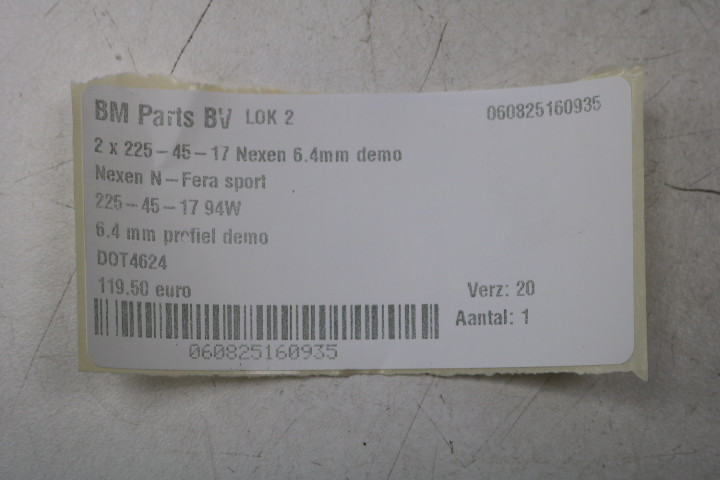 BM Parts BV LOK 2 060825160935
2 x 225-45-17 Nexen 6.4mm demo
Nexen N-Fera sport
225-45-17 94W
6.4 mm profiel demo
DOT4624
119.50 euro
Verz: 20
Aantal: 1
060825160935